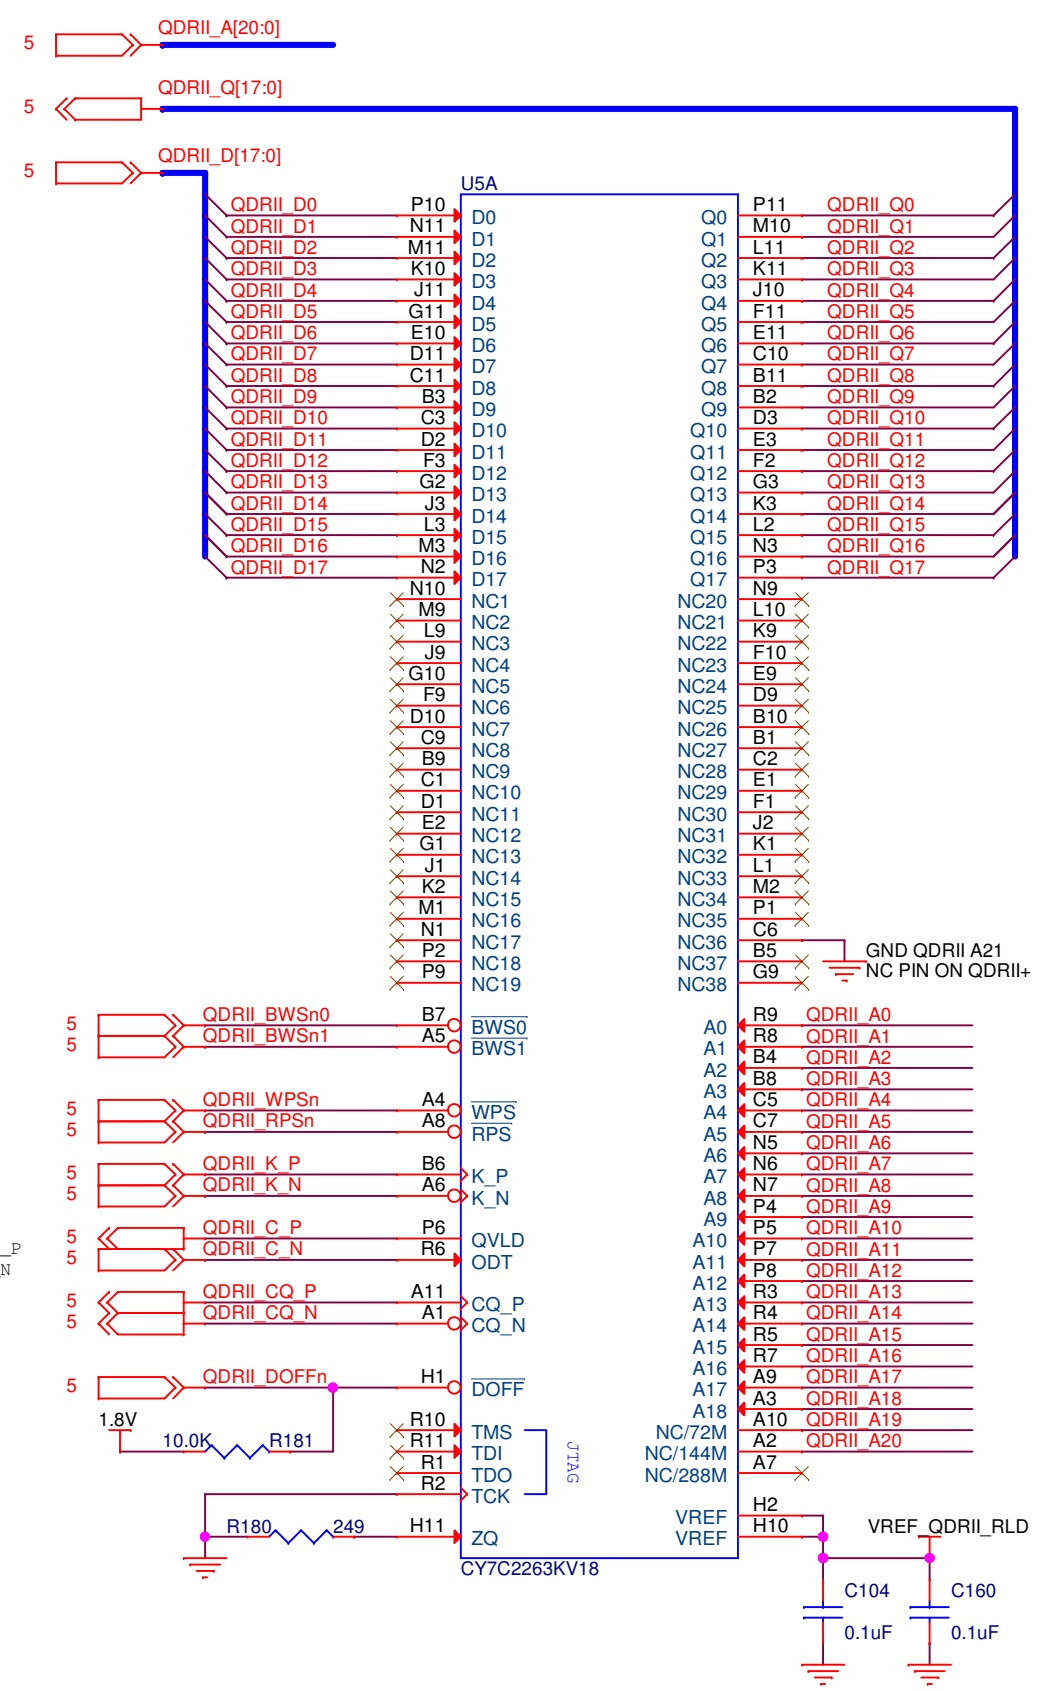 QDRII_A[20:0]
5
QDRII_Q[17:0]
5
QDRII_D[17:0]
5
U5A
QDRII_D0 P10 D0 Q0 P11 QDRII_Q0
QDRII_D1 N11 D1 Q1 M10 QDRII_Q1
QDRII_D2 M11 D2 Q2 L11 QDRII_Q2
QDRII_D3 K10 D3 Q3 K11 QDRII_Q3
QDRII_D4 J11 D4 Q4 J10 QDRII_Q4
QDRII_D5 G11 D5 Q5 F11 QDRII_Q5
QDRII_D6 E10 D6 Q6 E11 QDRII_Q6
QDRII_D7 D11 D7 Q7 C10 QDRII_Q7
QDRII_D8 C11 D8 Q8 B11 QDRII_Q8
QDRII_D9 B3 D9 Q9 B2 QDRII_Q9
QDRII_D10 C3 D10 Q10 D3 QDRII_Q10
QDRII_D11 D2 D11 Q11 E3 QDRII_Q11
QDRII_D12 F3 D12 Q12 F2 QDRII_Q12
QDRII_D13 G2 D13 Q13 G3 QDRII_Q13
QDRII_D14 J3 D14 Q14 K3 QDRII_Q14
QDRII_D15 L3 D15 Q15 L2 QDRII_Q15
QDRII_D16 M3 D16 Q16 N3 QDRII_Q16
QDRII_D17 N2 D17 Q17 P3 QDRII_Q17
N10 NC1 NC20 N9
M9 NC2 NC21 L10
L9 NC3 NC22 K9
J9 NC4 NC23 F10
G10 NC5 NC24 E9
F9 NC6 NC25 D9
D10 NC7 NC26 B10
C9 NC8 NC27 B1
B9 NC9 NC28 C2
C1 NC10 NC29 E1
D1 NC11 NC30 F1
E2 NC12 NC31 J2
G1 NC13 NC32 K1
J1 NC14 NC33 L1
K2 NC15 NC34 M2
M1 NC16 NC35 P1
N1 NC17 NC36 C6
P2 NC18 NC37 B5
P9 NC19 NC38 G9
GND QDRII A21
NC PIN ON QDRII+
5 QDRII_BWSn0 B7 BWS0 A0 R9 QDRII_A0
5 QDRII_BWSn1 A5 BWS1 A1 R8 QDRII_A1
A2 B4 QDRII_A2
A3 B8 QDRII_A3
5 QDRII_WPSn A4 WPS A4 C5 QDRII_A4
5 QDRII_RPSn A8 RPS A5 C7 QDRII_A5
A6 N5 QDRII_A6
5 QDRII_K_P B6 K_P A7 N6 QDRII_A7
5 QDRII_K_N A6 K_N A8 N7 QDRII_A8
A9 P4 QDRII_A9
5 QDRII_C_P P6 QVLD A10 P5 QDRII_A10
5 QDRII_C_N R6 ODT A11 P7 QDRII_A11
_P
N
A12 P8 QDRII_A12
5 QDRII_CQ_P A11 CQ_P A13 R3 QDRII_A13
5 QDRII_CQ_N A1 CQ_N A14 R4 QDRII_A14
A15 R5 QDRII_A15
A16 R7 QDRII_A16
5 QDRII_DOFFn H1 DOFF A17 A9 QDRII_A17
A18 A3 QDRII_A18
1.8V
10.0K R181
R10 TMS NC/72M A10 QDRII_A19
R11 TDI NC/144M A2 QDRII_A20
R1 TDO NC/288M A7
R2 TCK
JTAG
VREF H2
R180 249 H11 ZQ VREF H10
VREF_QDRII_RLD
CY7C2263KV18
C104 C160
0.1uF 0.1uF